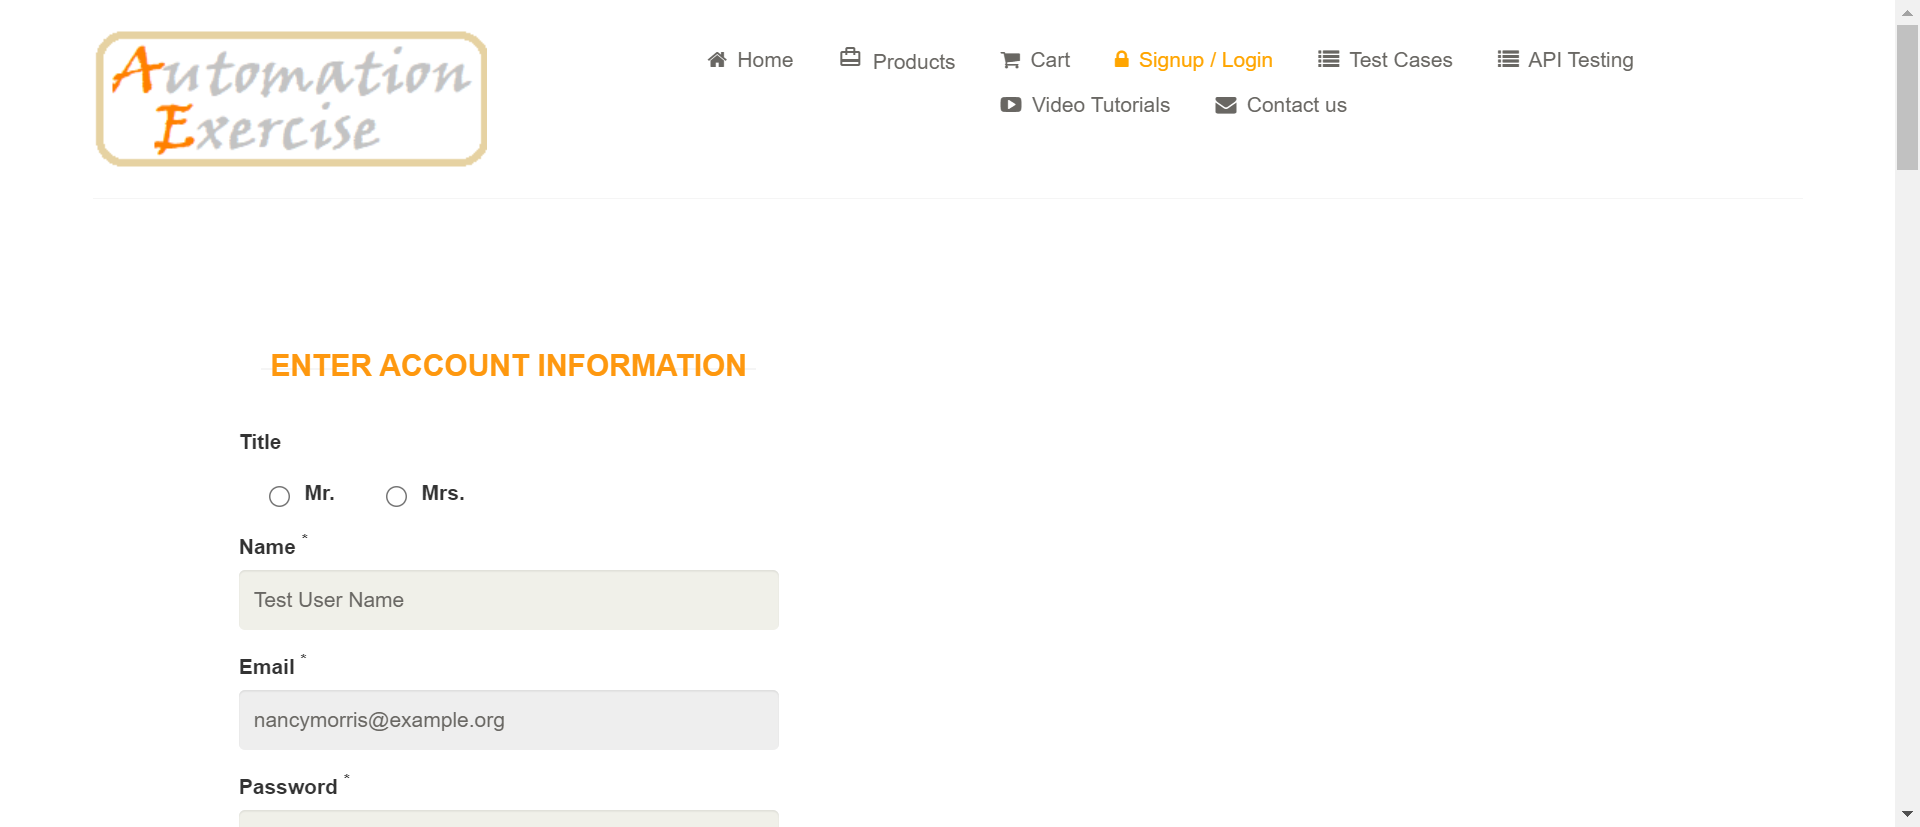 Automation
Exercise
Home
Products
Cart
Signup / Login
Test Cases
API Testing
Video Tutorials
Contact us
ENTER ACCOUNT INFORMATION
Title
Mr.
Mrs.
Name *
Test User Name
Email *
nancymorris@example.org
Password *